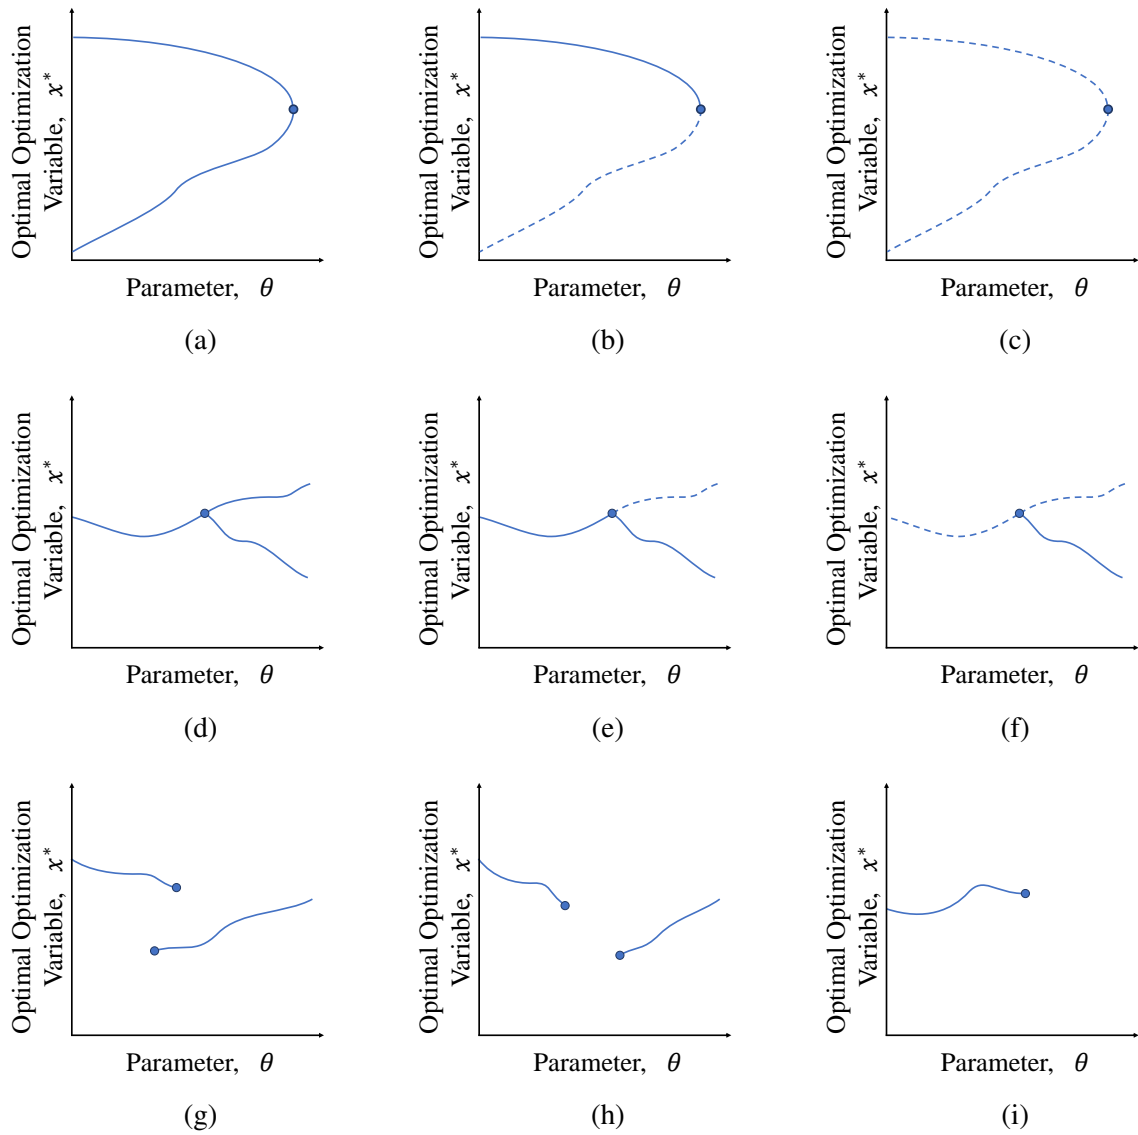 Optimal Optimization
Variable, x*
Parameter, θ
(a)
Optimal Optimization
Variable, x*
Parameter, θ
(b)
Optimal Optimization
Variable, x*
Parameter, θ
(c)
Optimal Optimization
Variable, x*
Parameter, θ
(d)
Optimal Optimization
Variable, x*
Parameter, θ
(e)
Optimal Optimization
Variable, x*
Parameter, θ
(f)
Optimal Optimization
Variable, x*
Parameter, θ
(g)
Optimal Optimization
Variable, x*
Parameter, θ
(h)
Optimal Optimization
Variable, x*
Parameter, θ
(i)